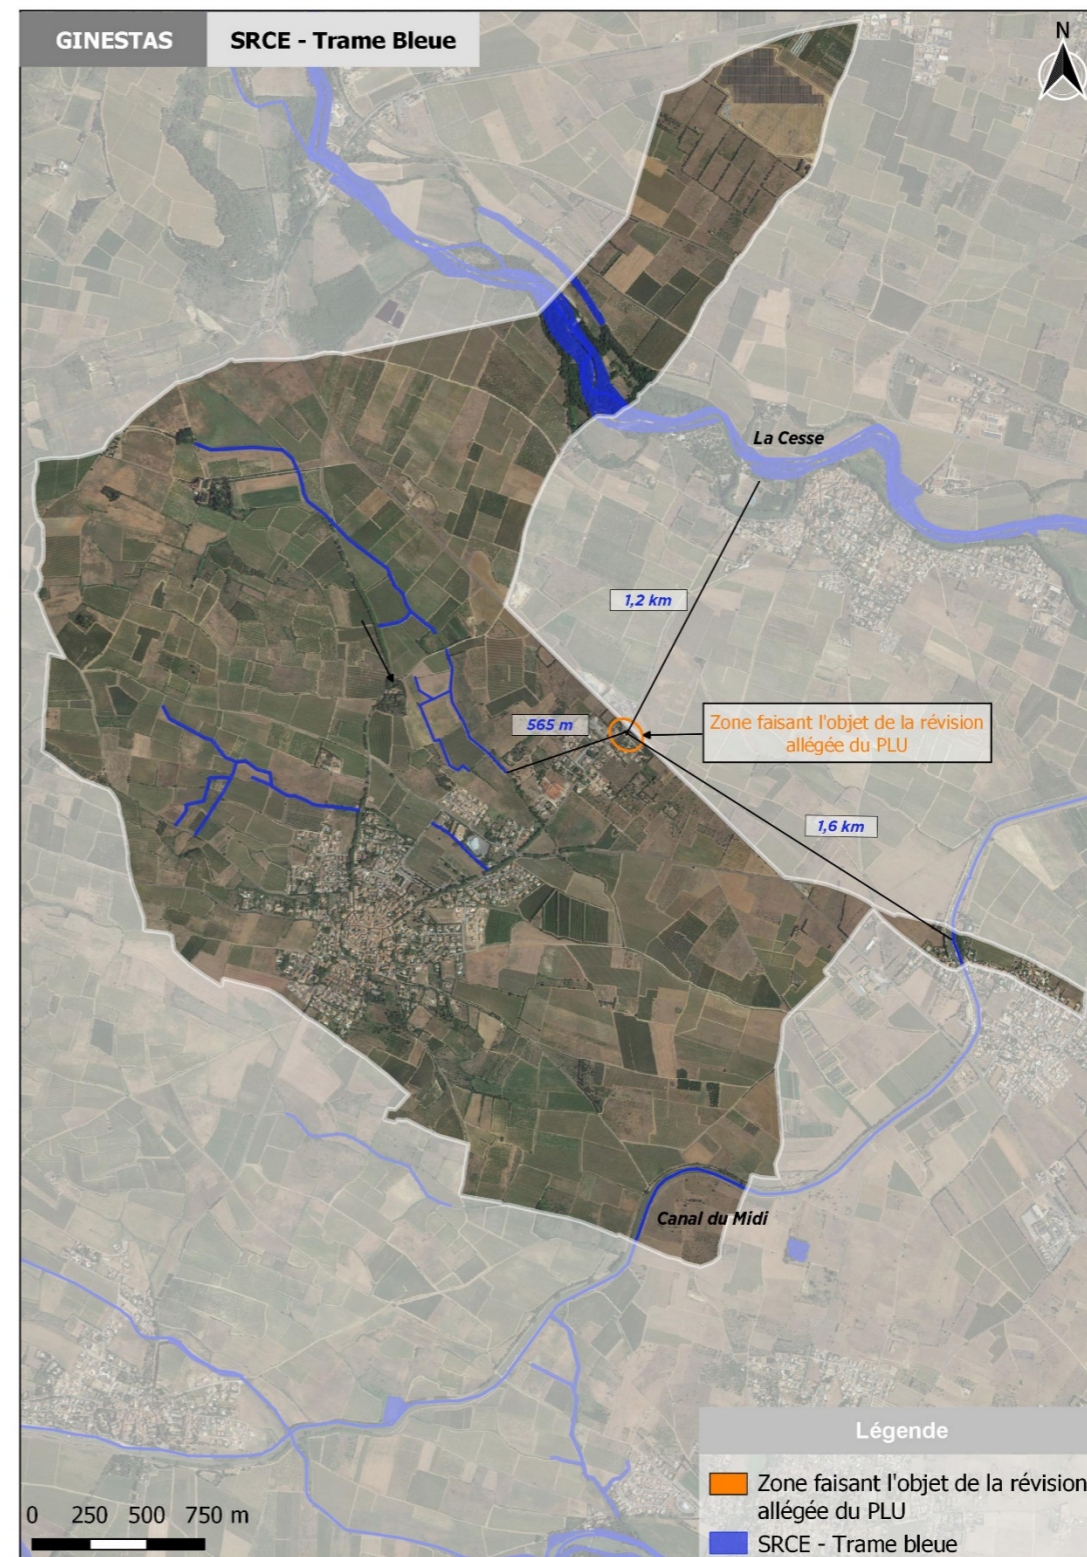 GINESTAS
SRCE - Trame Bleue
N
La Cesse
1,2 km
565 m
Zone faisant l'objet de la révision
allégée du PLU
1,6 km
Canal du Midi
Légende
Zone faisant l'objet de la révision
allégée du PLU
SRCE - Trame bleue
0 250 500 750 m